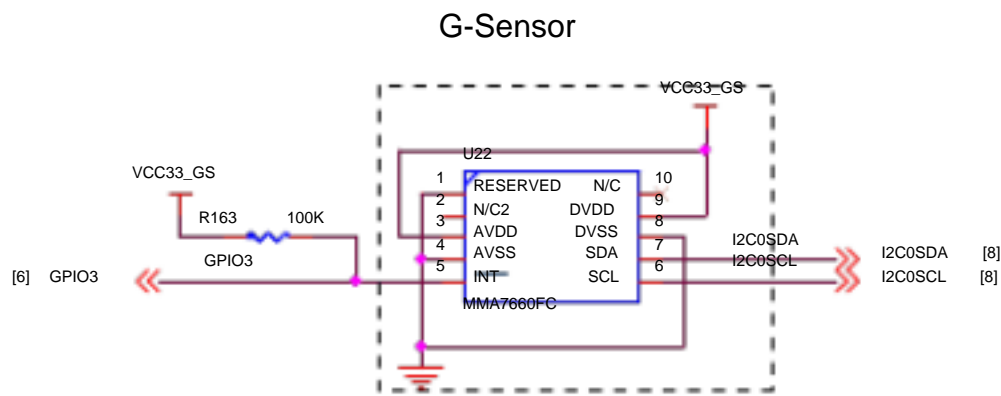 G-Sensor
VCC33_GS
U22
VCC33_GS
1 RESERVED N/C 10
2 N/C2 DVDD 9
3 AVDD DVSS 8
4 AVSS SDA 7
5 INT SCL 6
R163 100K
GPIO3
[6] GPIO3
I2C0SDA
I2C0SCL
I2C0SDA [8]
I2C0SCL [8]
MMA7660FC